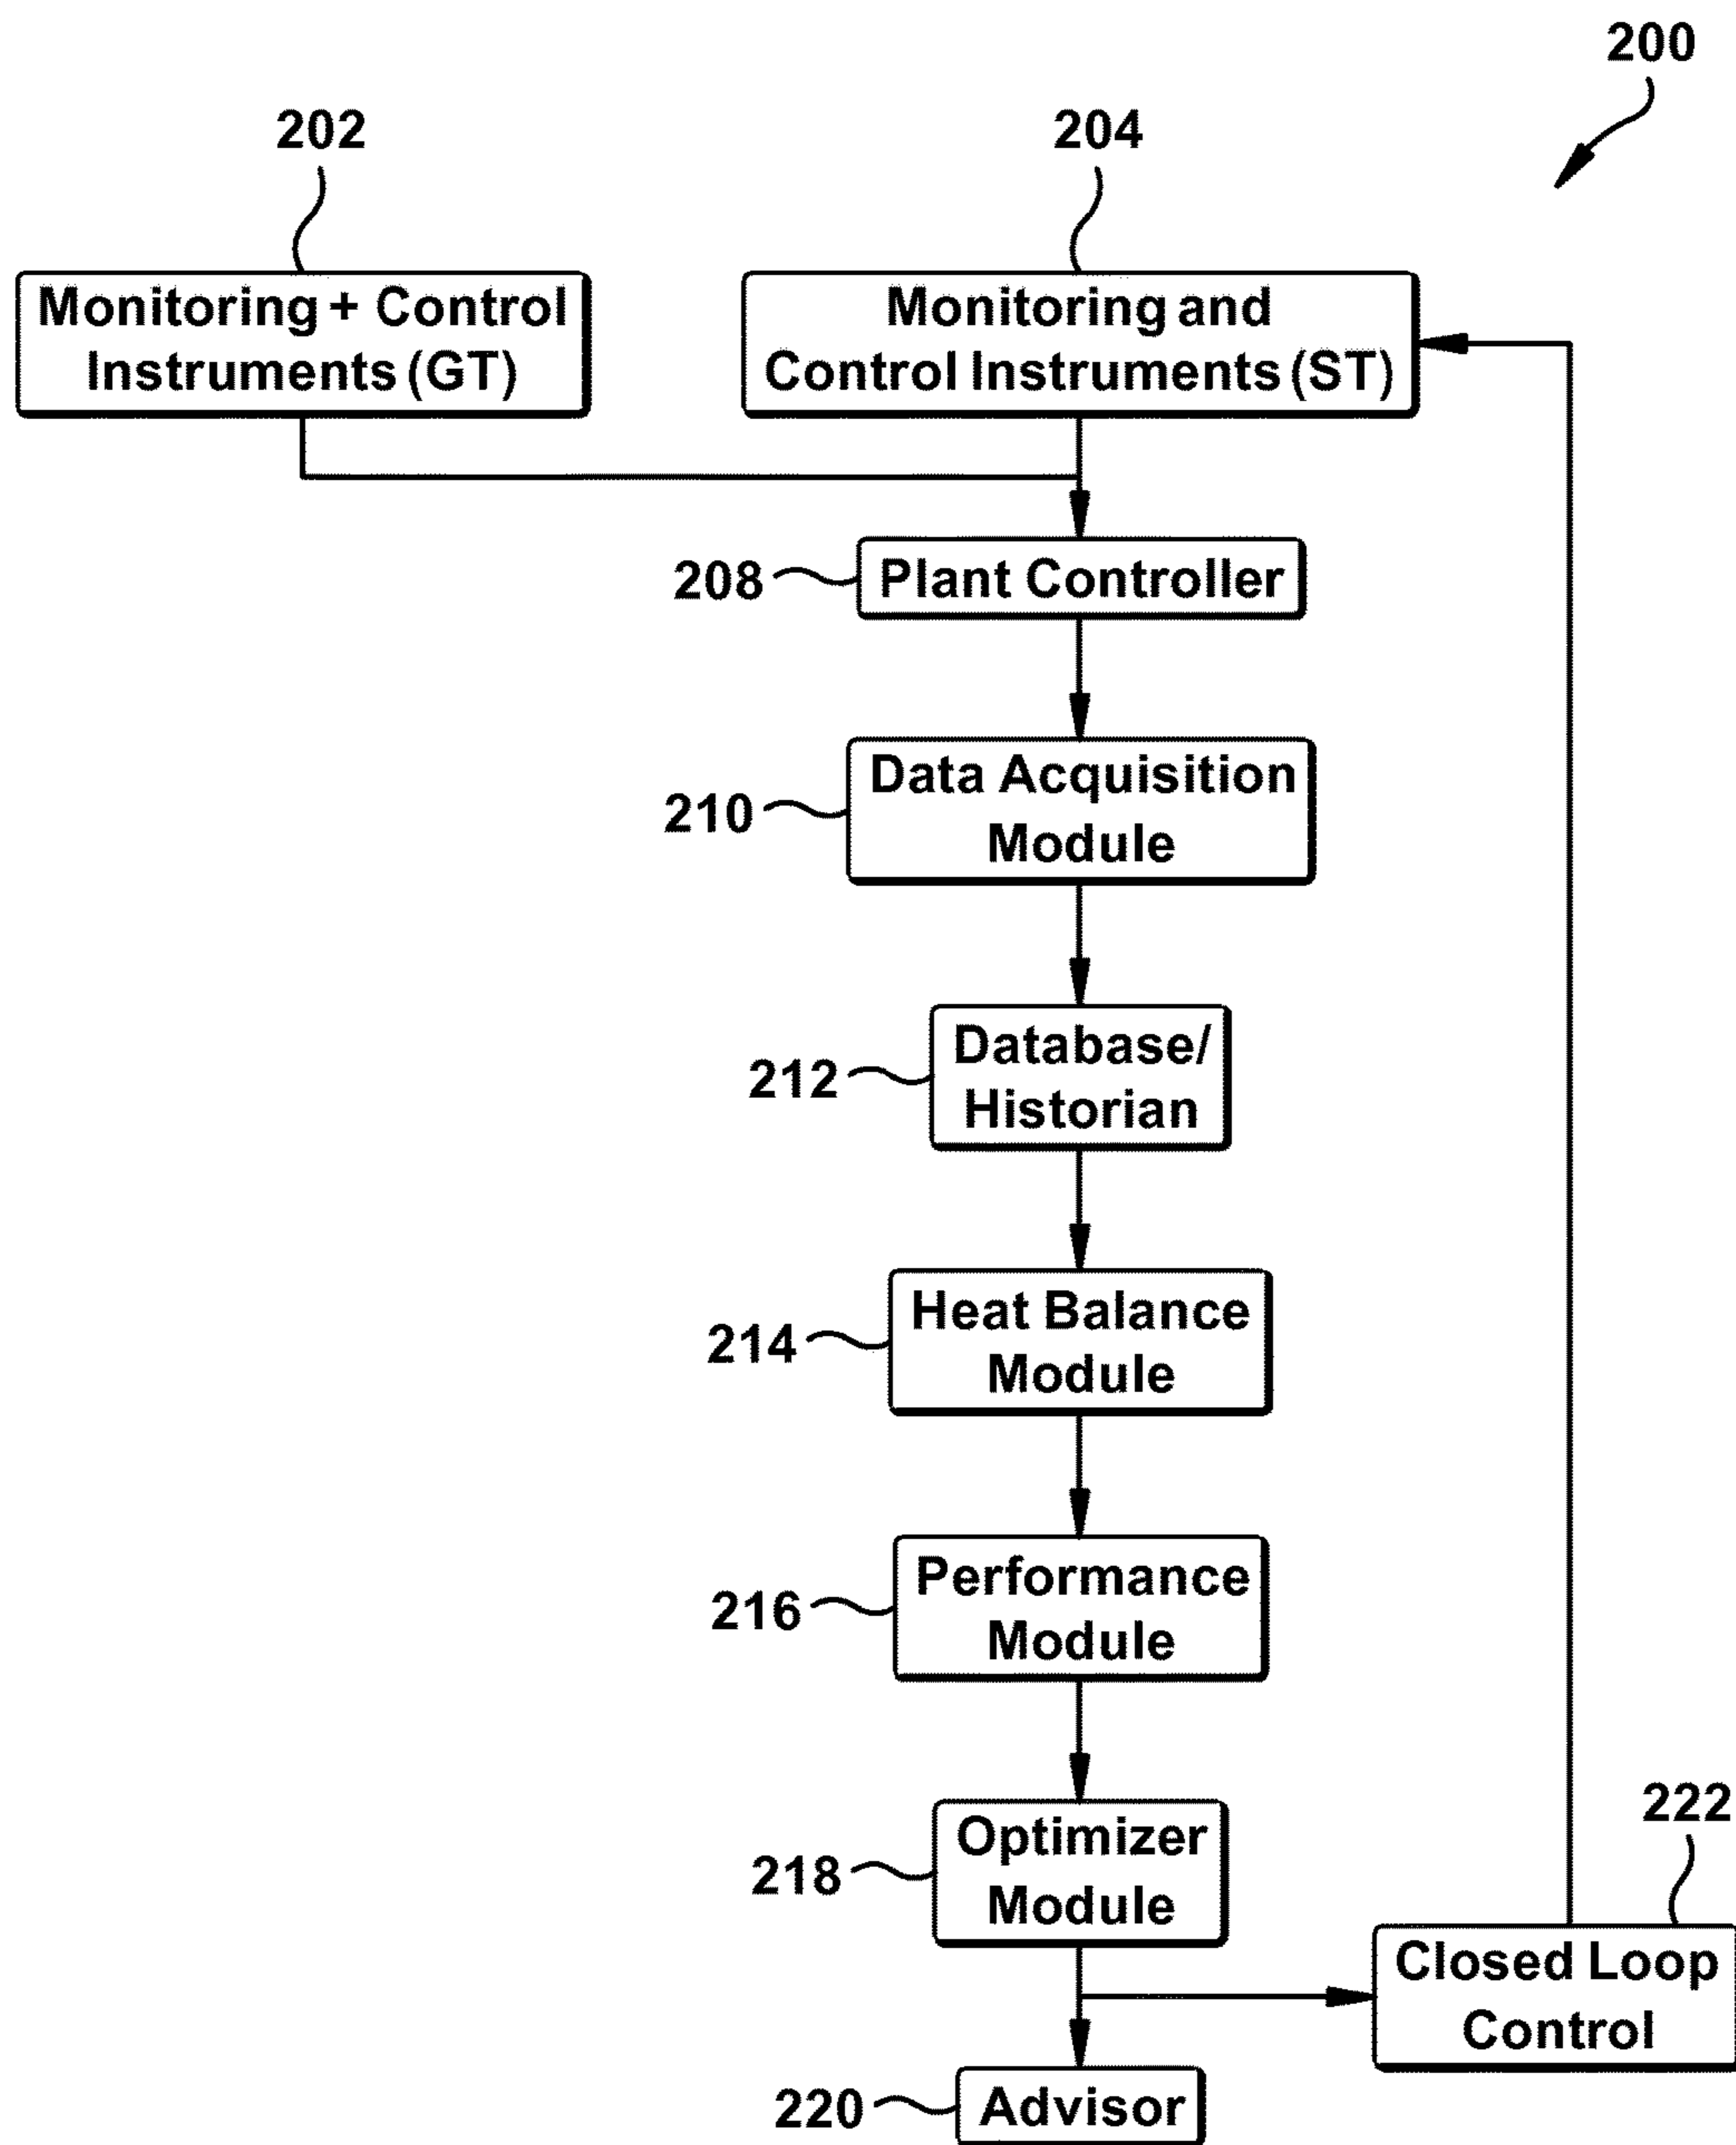 200
202
204
Monitoring + Control
Instruments (GT)
Monitoring and
Control Instruments (ST)
208
Plant Controller
210
Data Acquisition
Module
212
Database/
Historian
214
Heat Balance
Module
216
Performance
Module
218
Optimizer
Module
222
Closed Loop
Control
220
Advisor